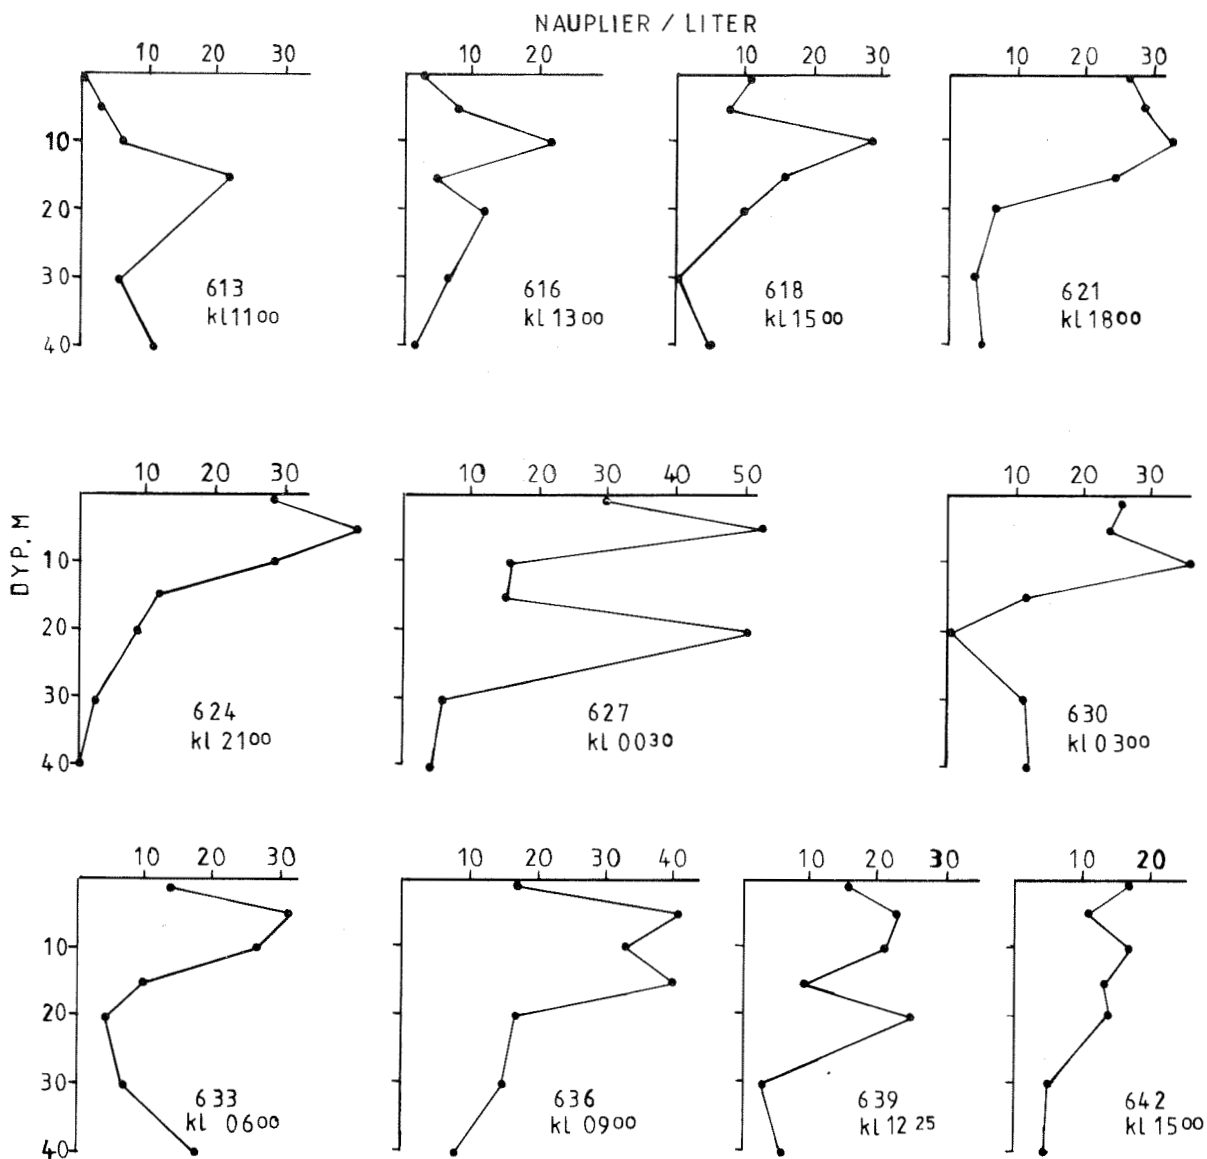 NAUPLIER / LITER
10 20 30
10 20
10 20 30
10 20 30
10
20
30
40
613
kl 11 00
616
kl 13 00
618
kl 15 00
621
kl 18 00
10 20 30
10 20 30 40 50
10 20 30
DYP, M
10
20
30
40
624
kl 21 00
627
kl 00 30
630
kl 03 00
10 20 30
10 20 30 40
10 20 30
10 20
10
20
30
40
633
kl 06 00
636
kl 09 00
639
kl 12 25
642
kl 15 00